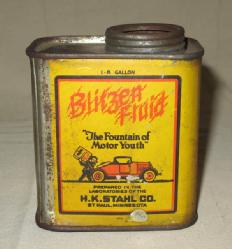 1-8 GALLON
Blitzen
Fluid
"The Fountain of
Motor Youth"
PREPARED IN THE
LABORATORIES OF THE
H.K. STAHL CO.
ST PAUL, MINNESOTA